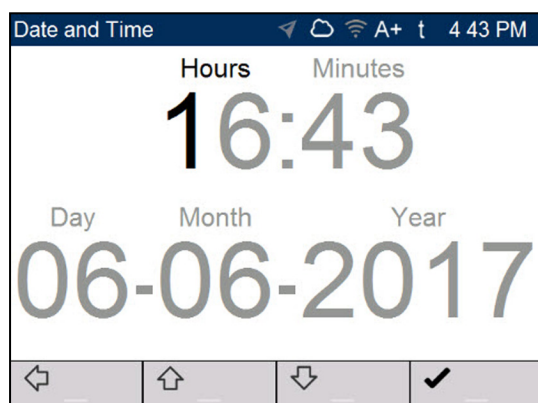 Date and Time A+ t 4 43 PM
Hours Minutes
16:43
Day Month Year
06-06-2017